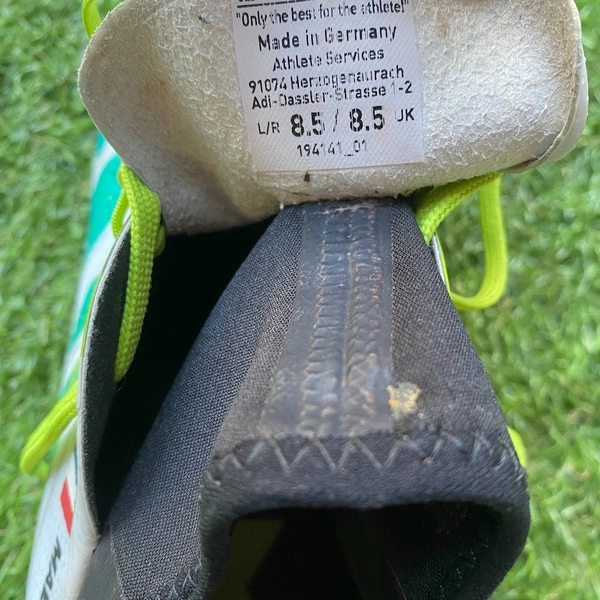 "Only the best for the athlete!"
Made in Germany
Athlete Services
91074 Herzogenaurach
Adi-Dassler-Strasse 1-2
L/R 8.5 / 8.5 UK
194141_01